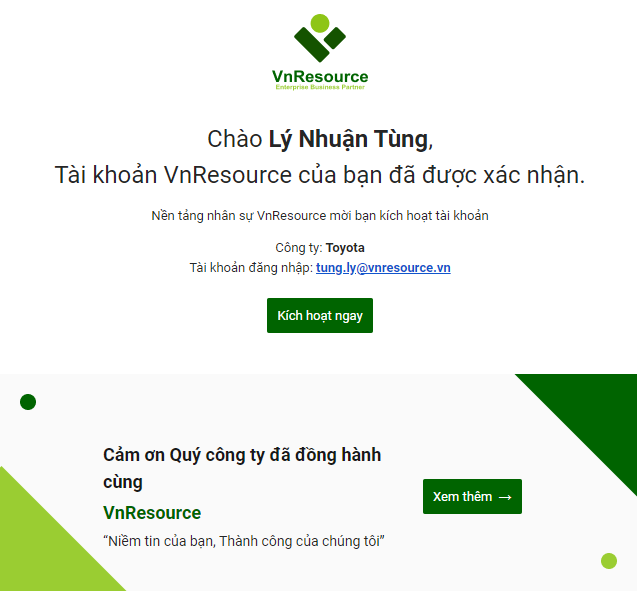 VnResource
Enterprise Business Partner
Chào Lý Nhuận Tùng,
Tài khoản VnResource của bạn đã được xác nhận.
Nền tảng nhân sự VnResource mời bạn kích hoạt tài khoản
Công ty: Toyota
Tài khoản đăng nhập: tung.ly@vnresource.vn
Kích hoạt ngay
Cảm ơn Quý công ty đã đồng hành
cùng
VnResource
“Niềm tin của bạn, Thành công của chúng tôi”
Xem thêm →